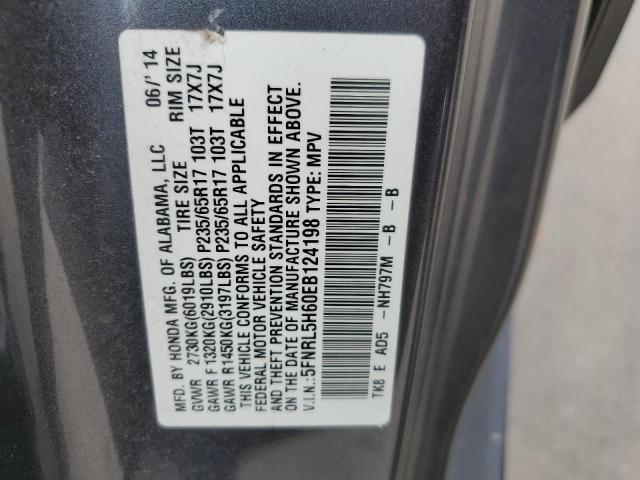 MFD. BY HONDA MFG. OF ALABAMA, LLC 06/'14
GVWR 2730KG(6019LBS) TIRE SIZE RIM SIZE
GAWR F 1320KG(2910LBS) P235/65R17 103T 17X7J
GAWR R1450KG(3197LBS) P235/65R17 103T 17X7J
THIS VEHICLE CONFORMS TO ALL APPLICABLE
FEDERAL MOTOR VEHICLE SAFETY
AND THEFT PREVENTION STANDARDS IN EFFECT
ON THE DATE OF MANUFACTURE SHOWN ABOVE.
V.I.N.:5FNRL5H60EB124198 TYPE: MPV
TK8 E AD5 -NH797M -B -B